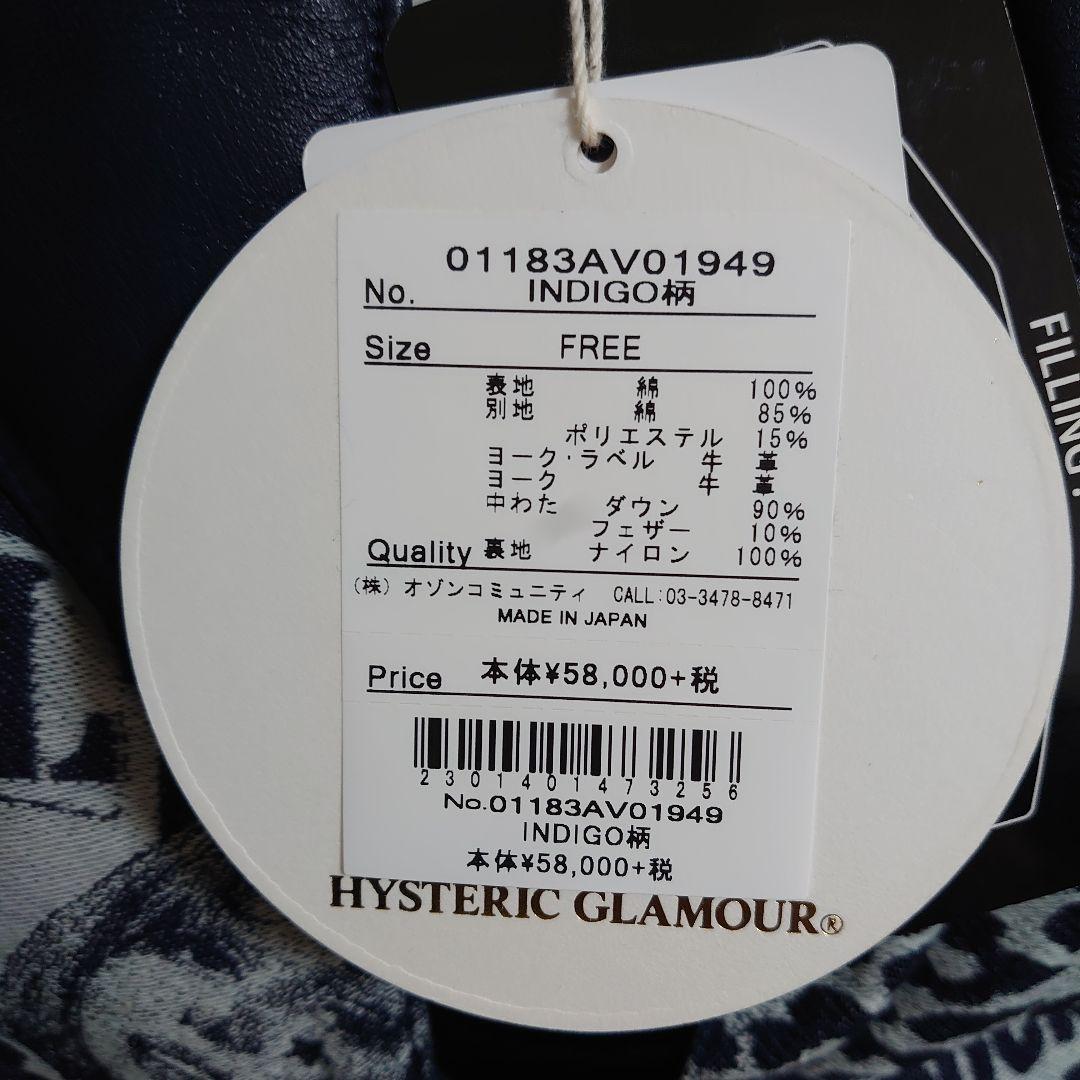 01183AV01949
No. INDIGO柄
Size FREE
表地 綿 100%
別地 綿 85%
ポリエステル 15%
ヨーク･ラベル 牛 革
ヨーク 牛 革
中わた ダウン 90%
フェザー 10%
Quality 裏地 ナイロン 100%
(株) オゾンコミュニティ CALL:03-3478-8471
MADE IN JAPAN
Price 本体¥58,000+税
2301401473256
No.01183AV01949
INDIGO柄
本体¥58,000+税
HYSTERIC GLAMOUR®
FILLING